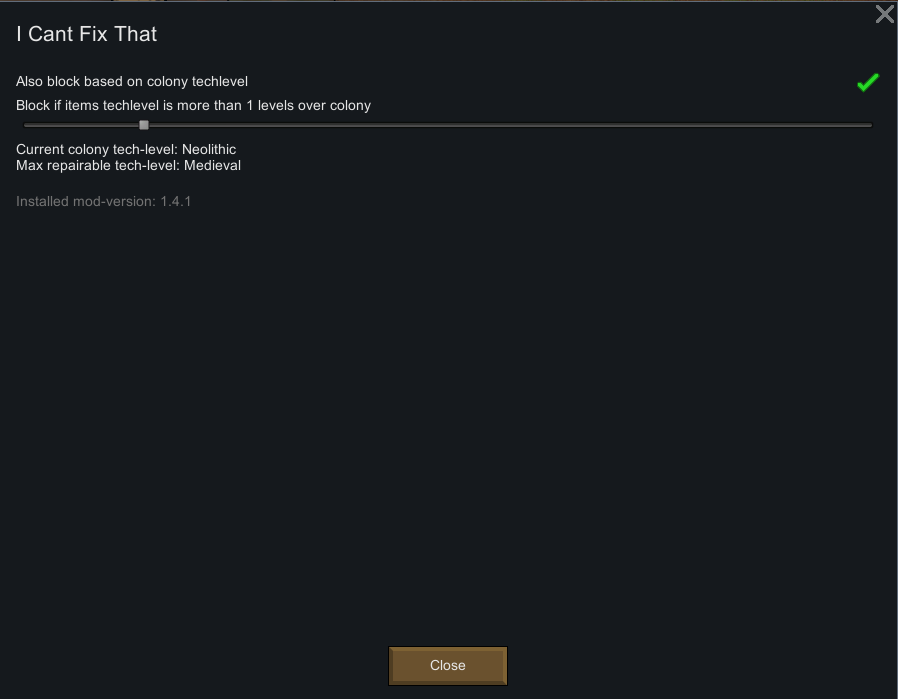 I Cant Fix That
Also block based on colony techlevel
Block if items techlevel is more than 1 levels over colony
Current colony tech-level: Neolithic
Max repairable tech-level: Medieval
Installed mod-version: 1.4.1
Close